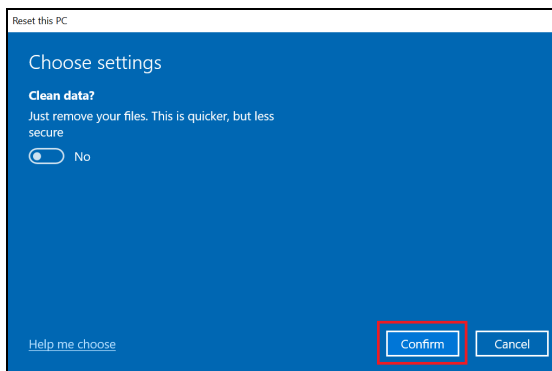 Reset this PC
Choose settings
Clean data?
Just remove your files. This is quicker, but less
secure
No
Help me choose
Confirm
Cancel